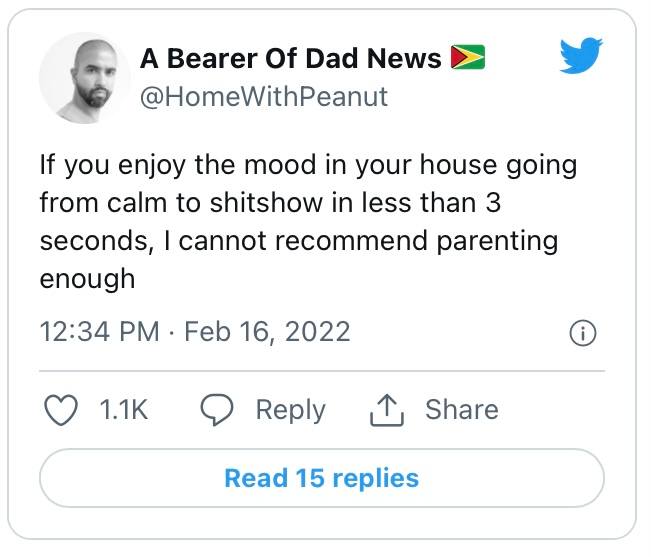 A Bearer Of Dad News 🇬🇾
@HomeWithPeanut
If you enjoy the mood in your house going
from calm to shitshow in less than 3
seconds, I cannot recommend parenting
enough
12:34 PM · Feb 16, 2022
1.1K Reply Share
Read 15 replies